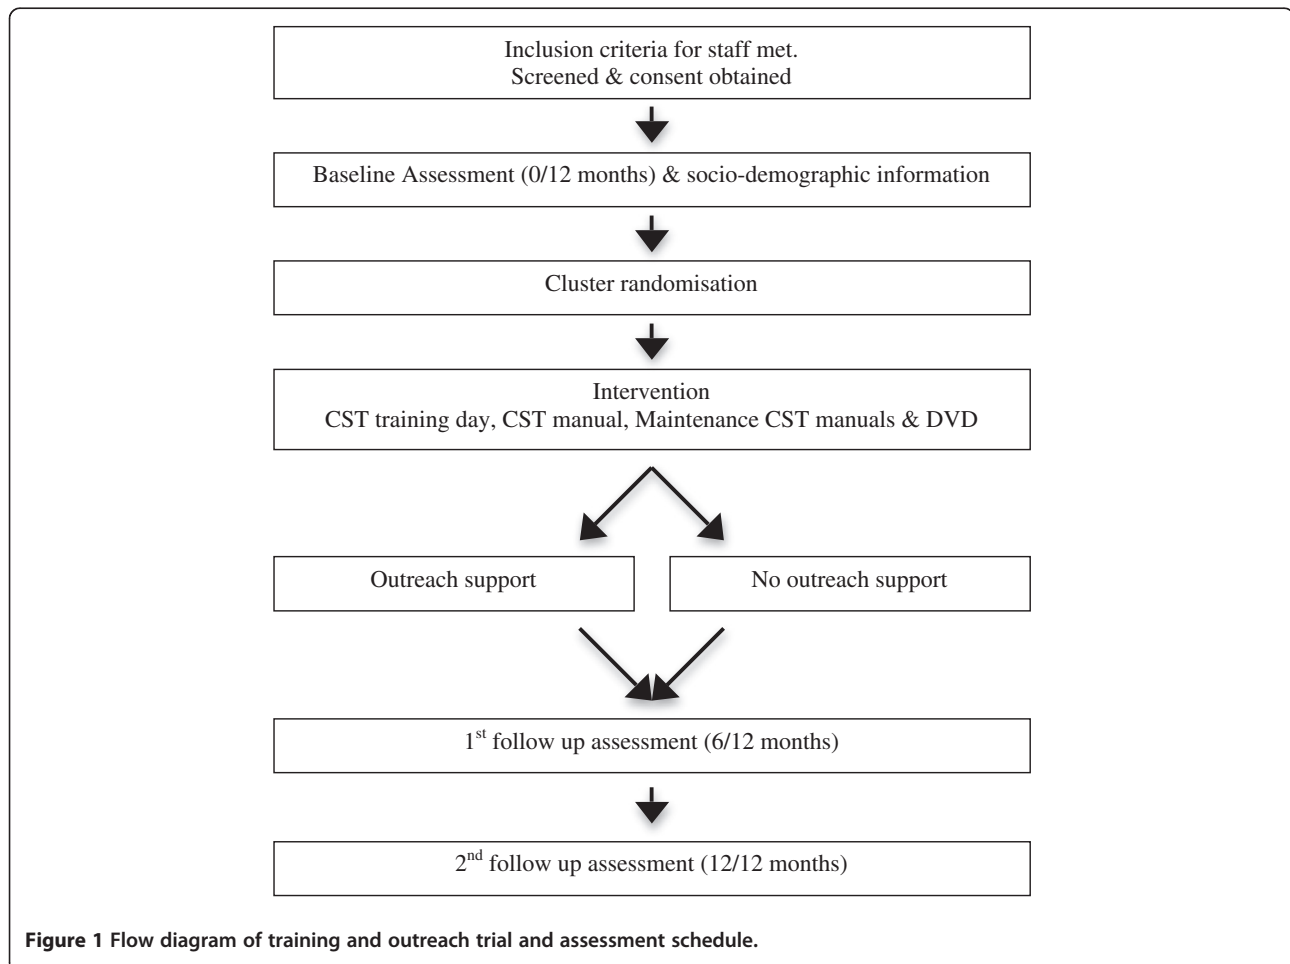 Inclusion criteria for staff met.
Screened & consent obtained
Baseline Assessment (0/12 months) & socio-demographic information
Cluster randomisation
Intervention
CST training day, CST manual, Maintenance CST manuals & DVD
Outreach support
No outreach support
1st follow up assessment (6/12 months)
2nd follow up assessment (12/12 months)
Figure 1 Flow diagram of training and outreach trial and assessment schedule.